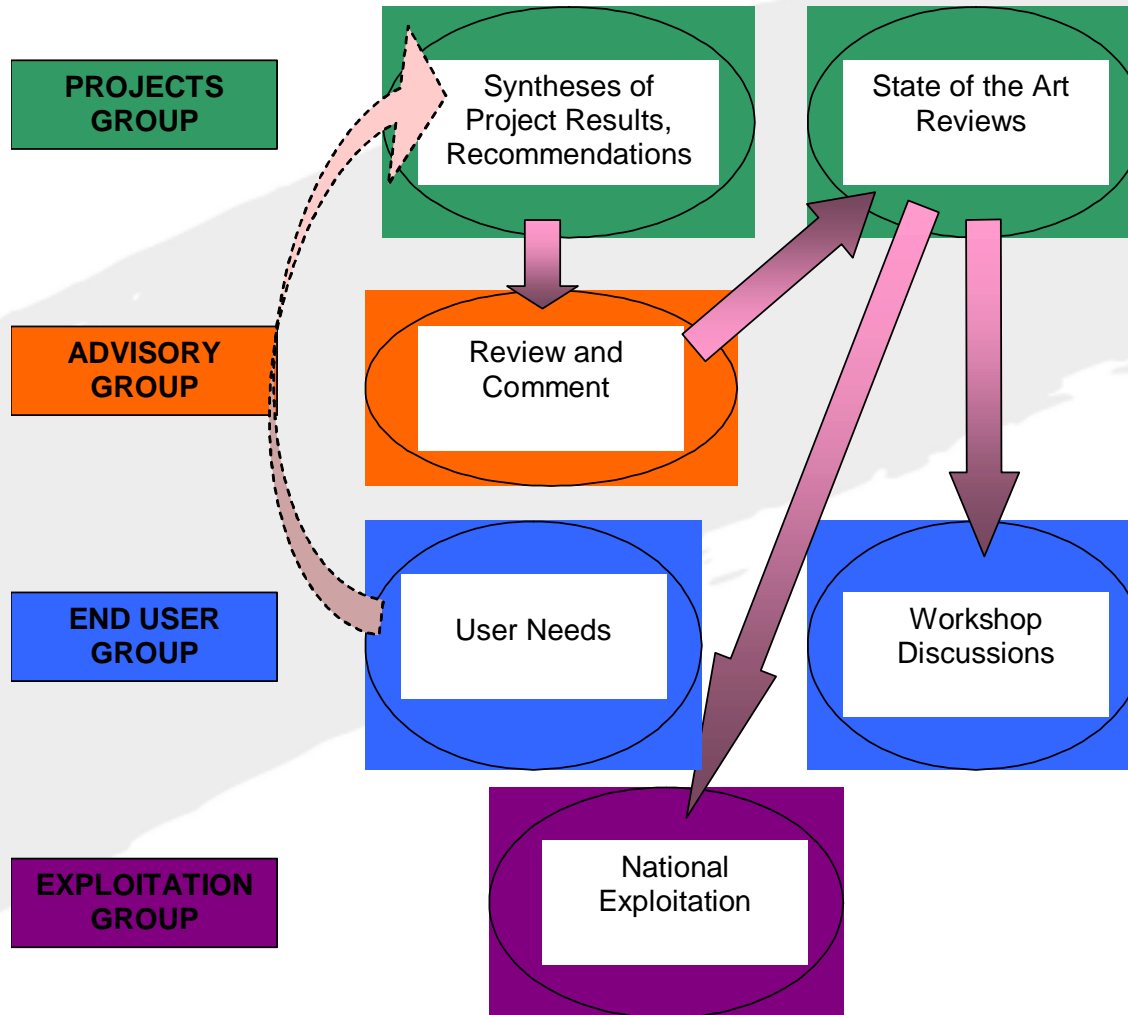 PROJECTS
GROUP
Syntheses of
Project Results,
Recommendations
State of the Art
Reviews
ADVISORY
GROUP
Review and
Comment
END USER
GROUP
User Needs
Workshop
Discussions
EXPLOITATION
GROUP
National
Exploitation